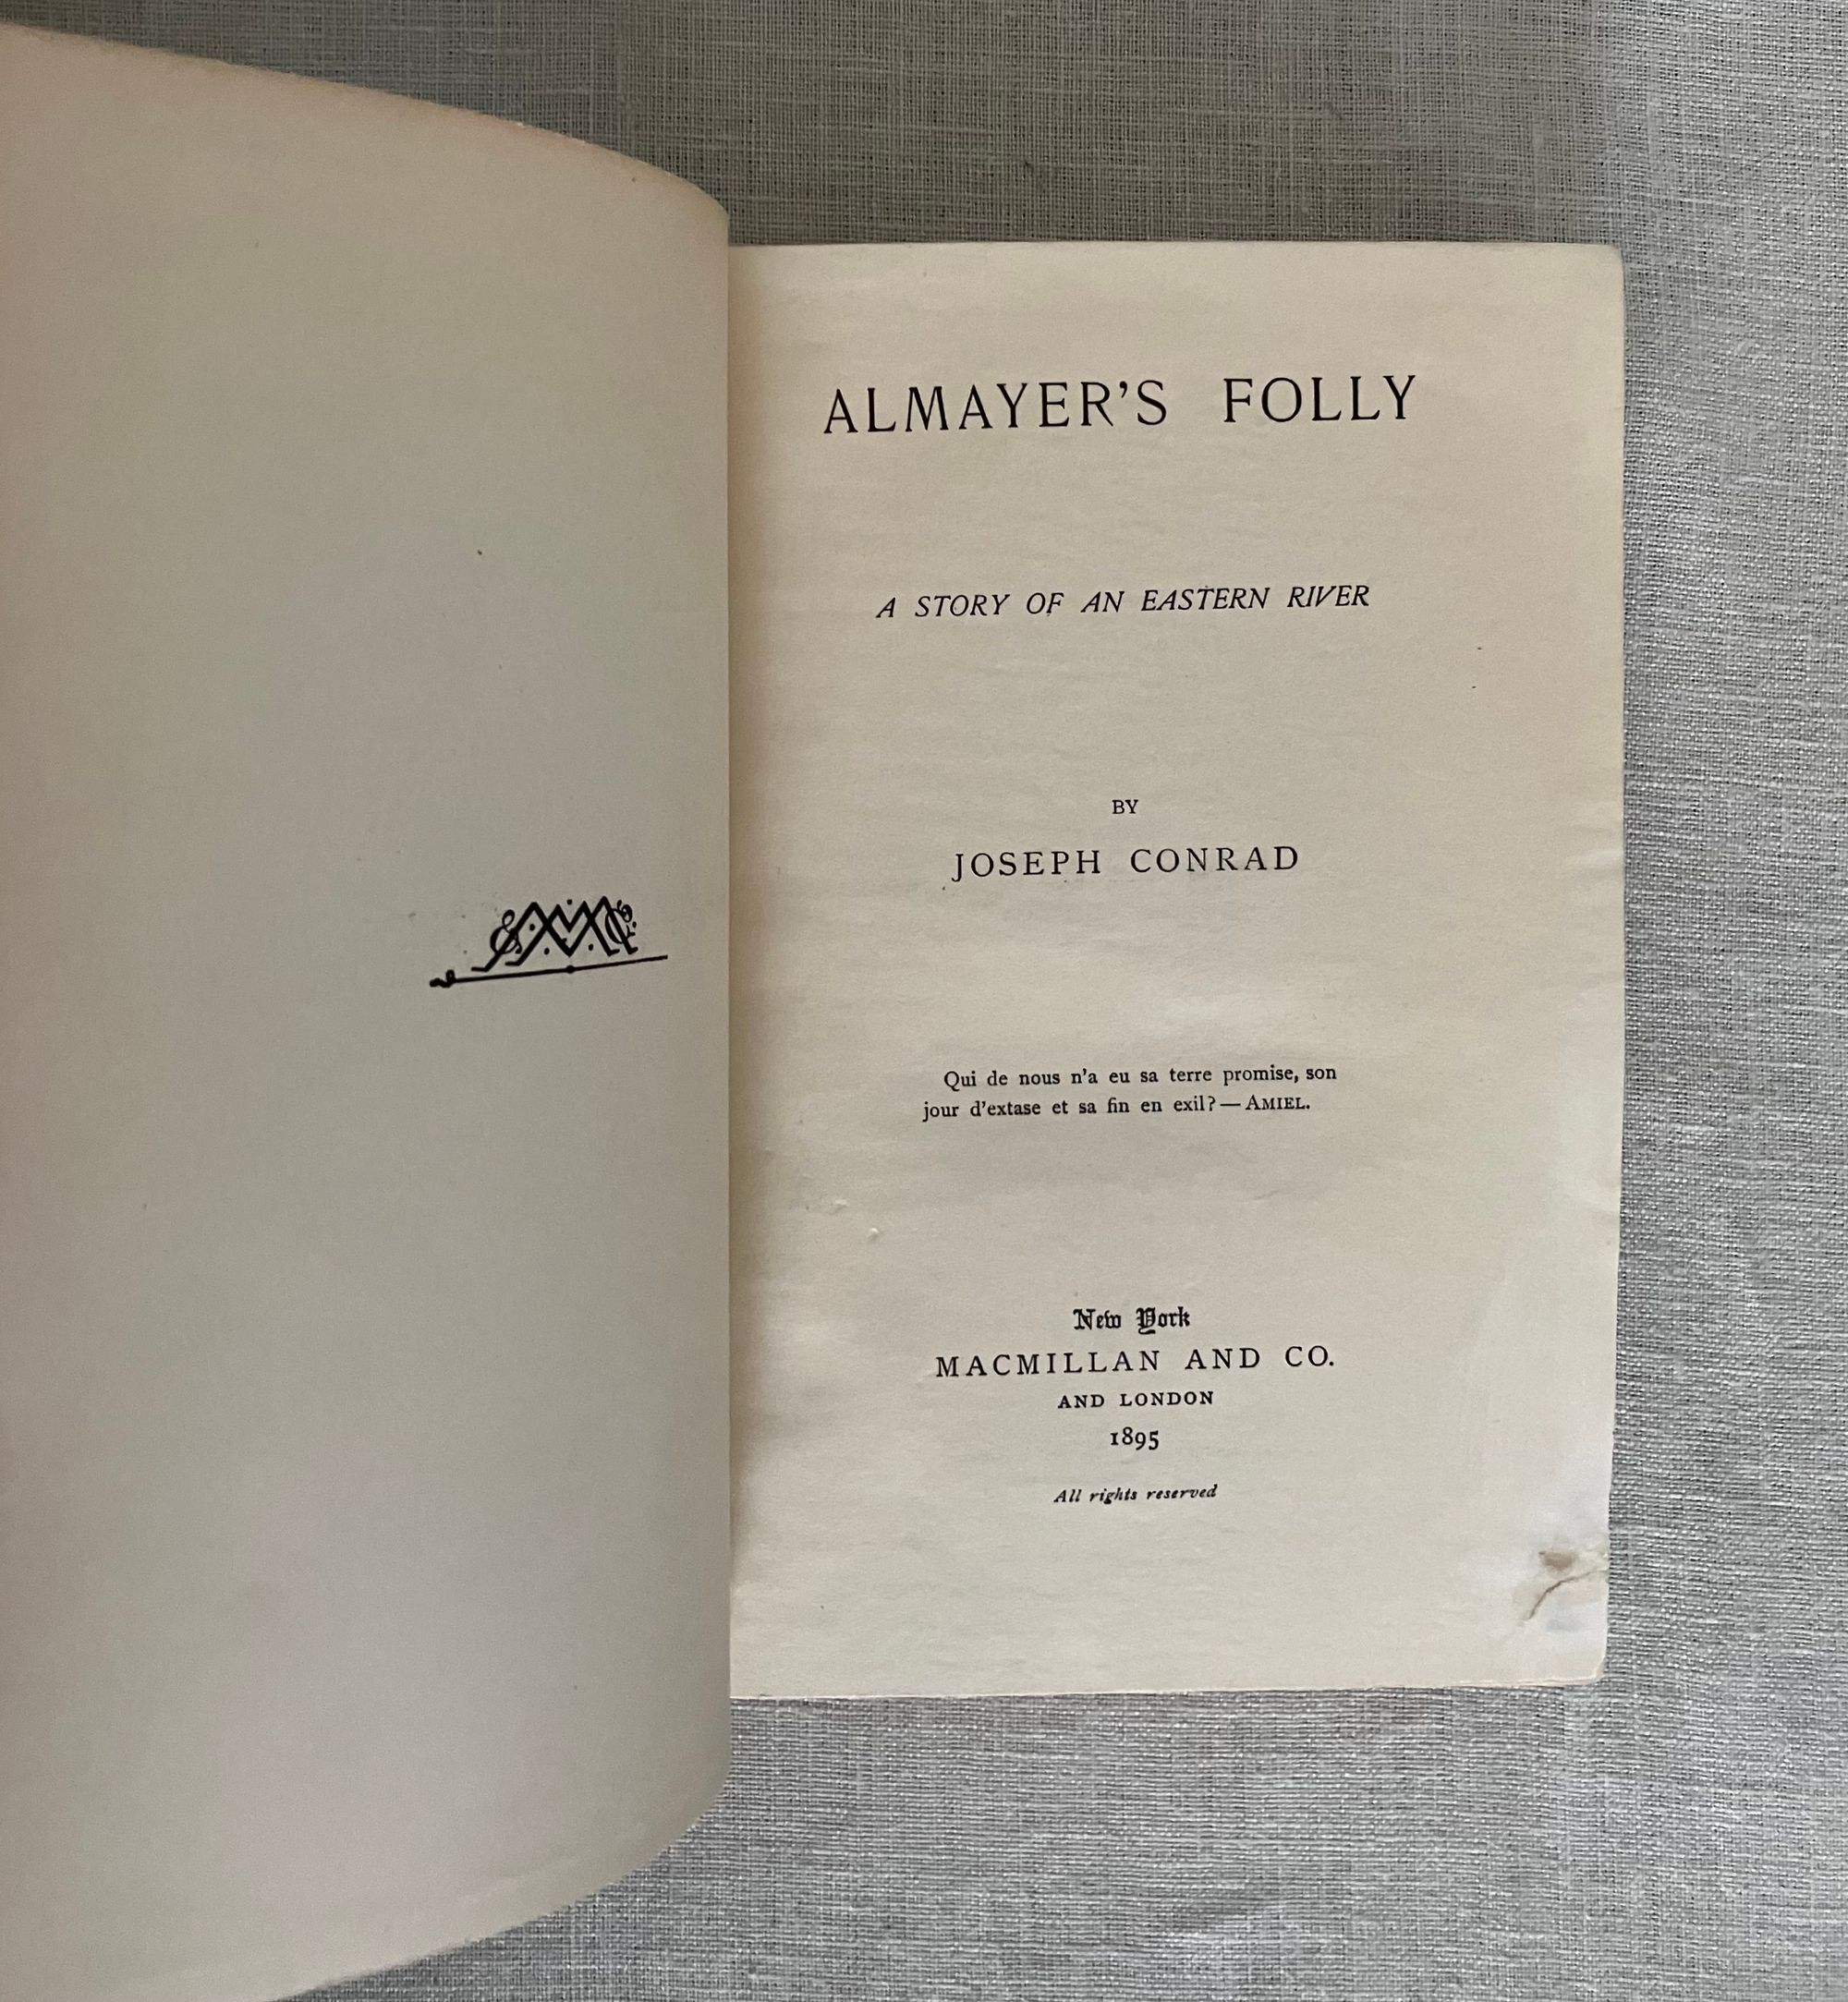 ALMAYER'S FOLLY
A STORY OF AN EASTERN RIVER
BY
JOSEPH CONRAD
Qui de nous n'a eu sa terre promise, son
jour d'extase et sa fin en exil? — AMIEL.
New York
MACMILLAN AND CO.
AND LONDON
1895
All rights reserved